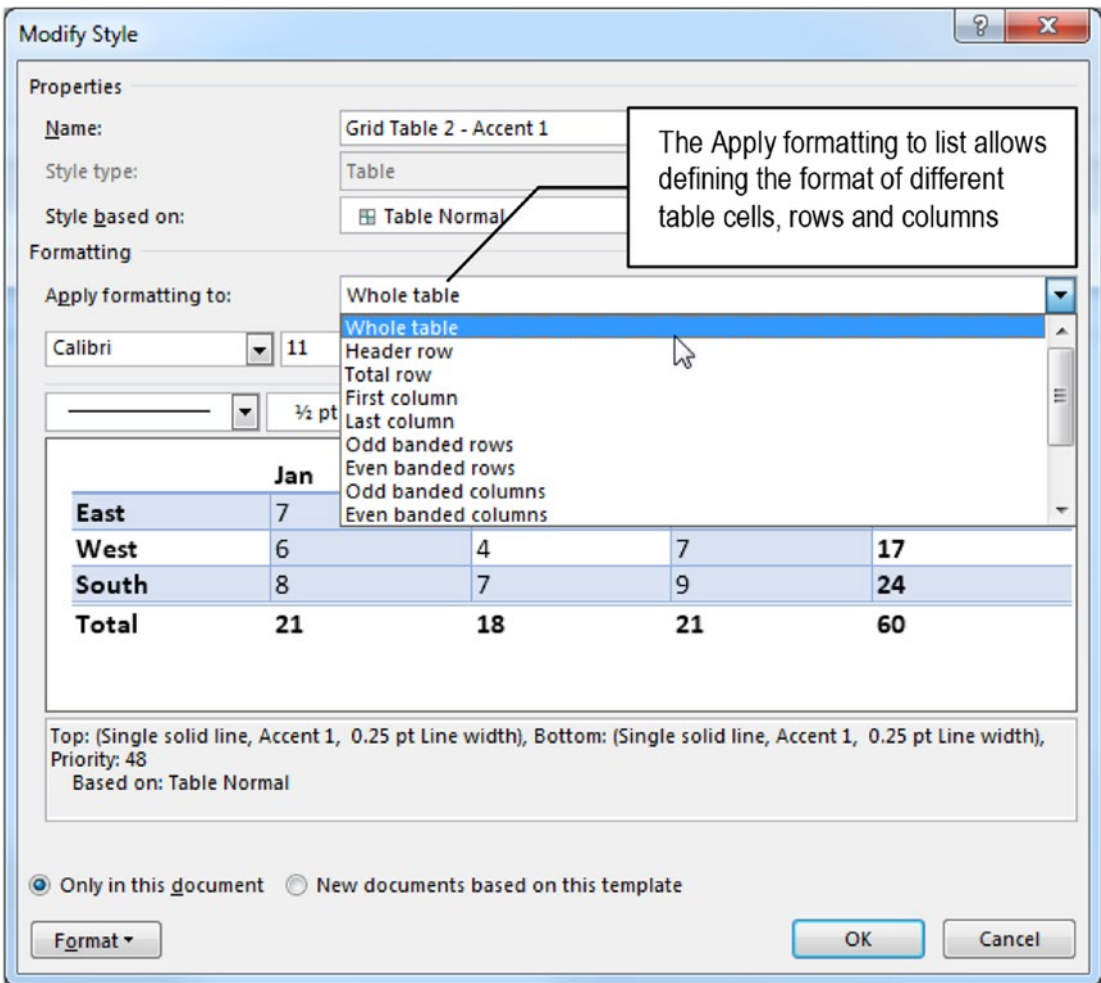 Modify Style
Properties
Name:
Grid Table 2 - Accent 1
Style type:
Table
Style based on:
Table Normal
The Apply formatting to list allows
defining the format of different
table cells, rows and columns
Formatting
Apply formatting to:
Whole table
Whole table
Header row
Total row
First column
Last column
Odd banded rows
Even banded rows
Odd banded columns
Even banded columns
Calibri
11
½ pt
Jan
East 7
West 6 4 7 17
South 8 7 9 24
Total 21 18 21 60
Top: (Single solid line, Accent 1,  0.25 pt Line width), Bottom: (Single solid line, Accent 1,  0.25 pt Line width),
Priority: 48
Based on: Table Normal
Only in this document
New documents based on this template
Format
OK
Cancel